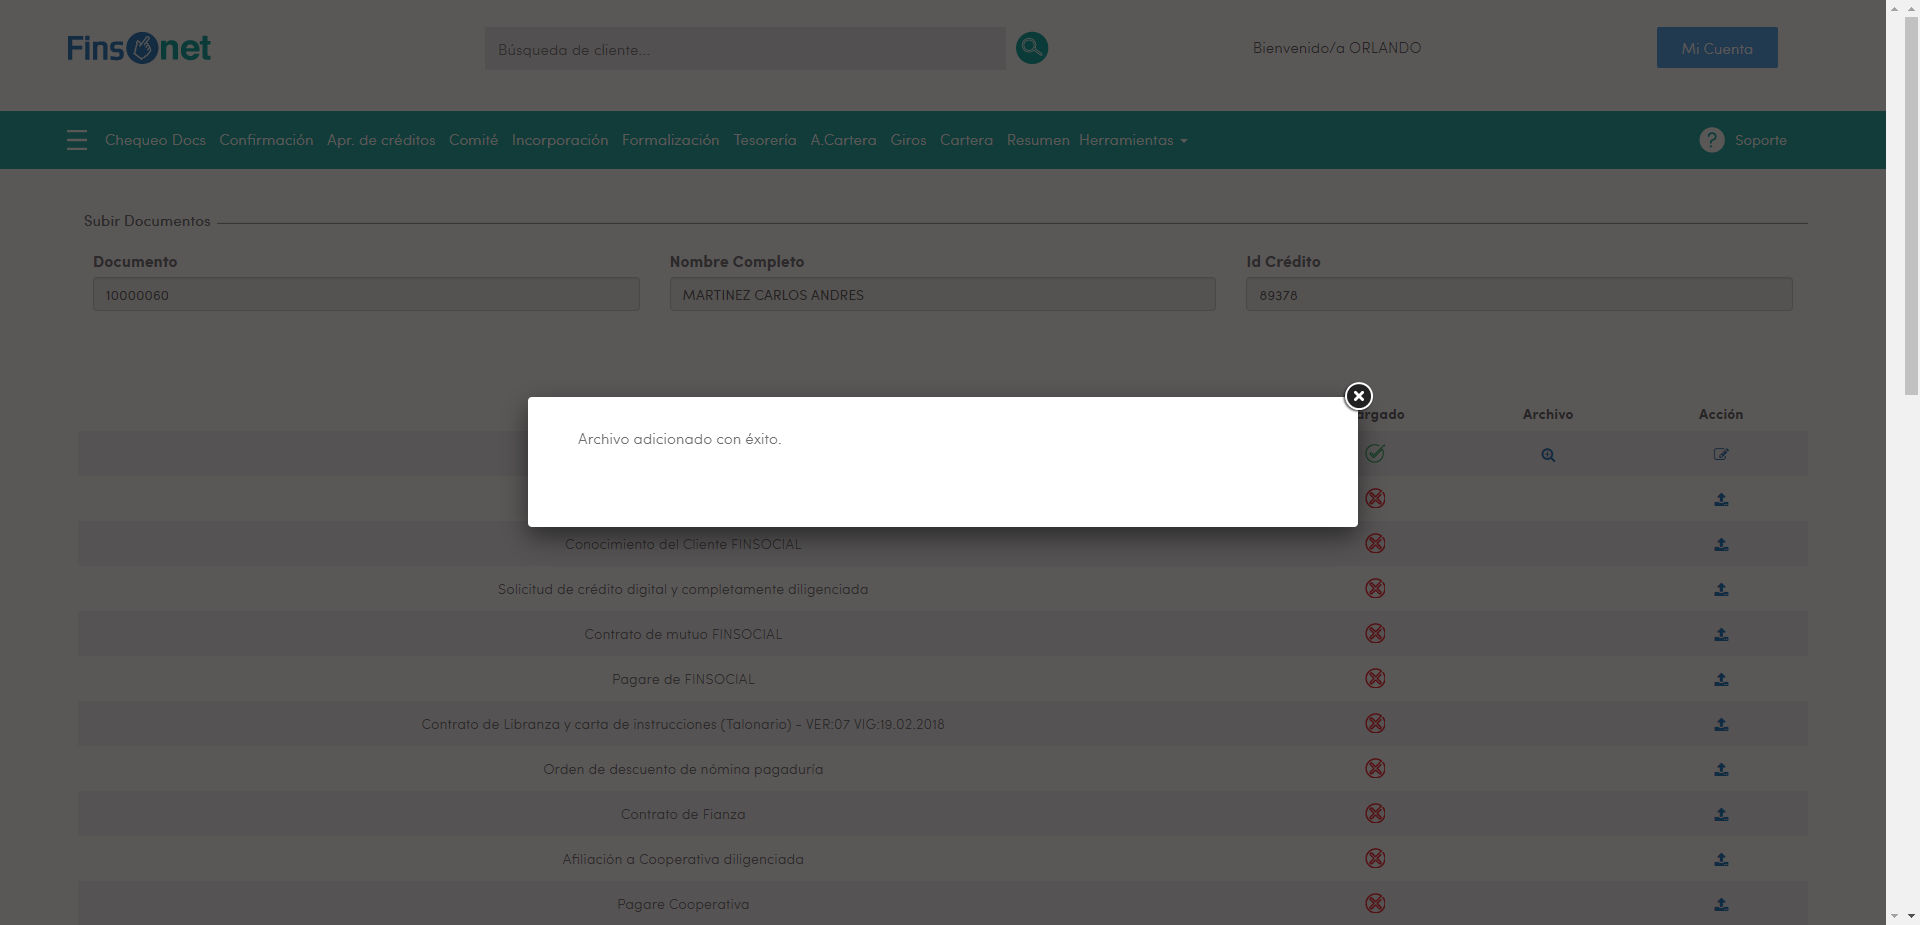 Finsonet
Búsqueda de cliente...
Bienvenido/a ORLANDO
Mi Cuenta
Chequeo Docs Confirmación Apr. de créditos Comité Incorporación Formalización Tesorería A.Cartera Giros Cartera Resumen Herramientas
? Soporte
Subir Documentos
Documento Nombre Completo Id Crédito
10000060 MARTINEZ CARLOS ANDRES 89378
Archivo Acción
Archivo adicionado con éxito.
Conocimiento del Cliente FINSOCIAL
Solicitud de crédito digital y completamente diligenciada
Contrato de mutuo FINSOCIAL
Pagare de FINSOCIAL
Contrato de Libranza y carta de instrucciones (Talonario) - VER:07 VIG:19.02.2018
Orden de descuento de nómina pagaduría
Contrato de Fianza
Afiliación a Cooperativa diligenciada
Pagare Cooperativa